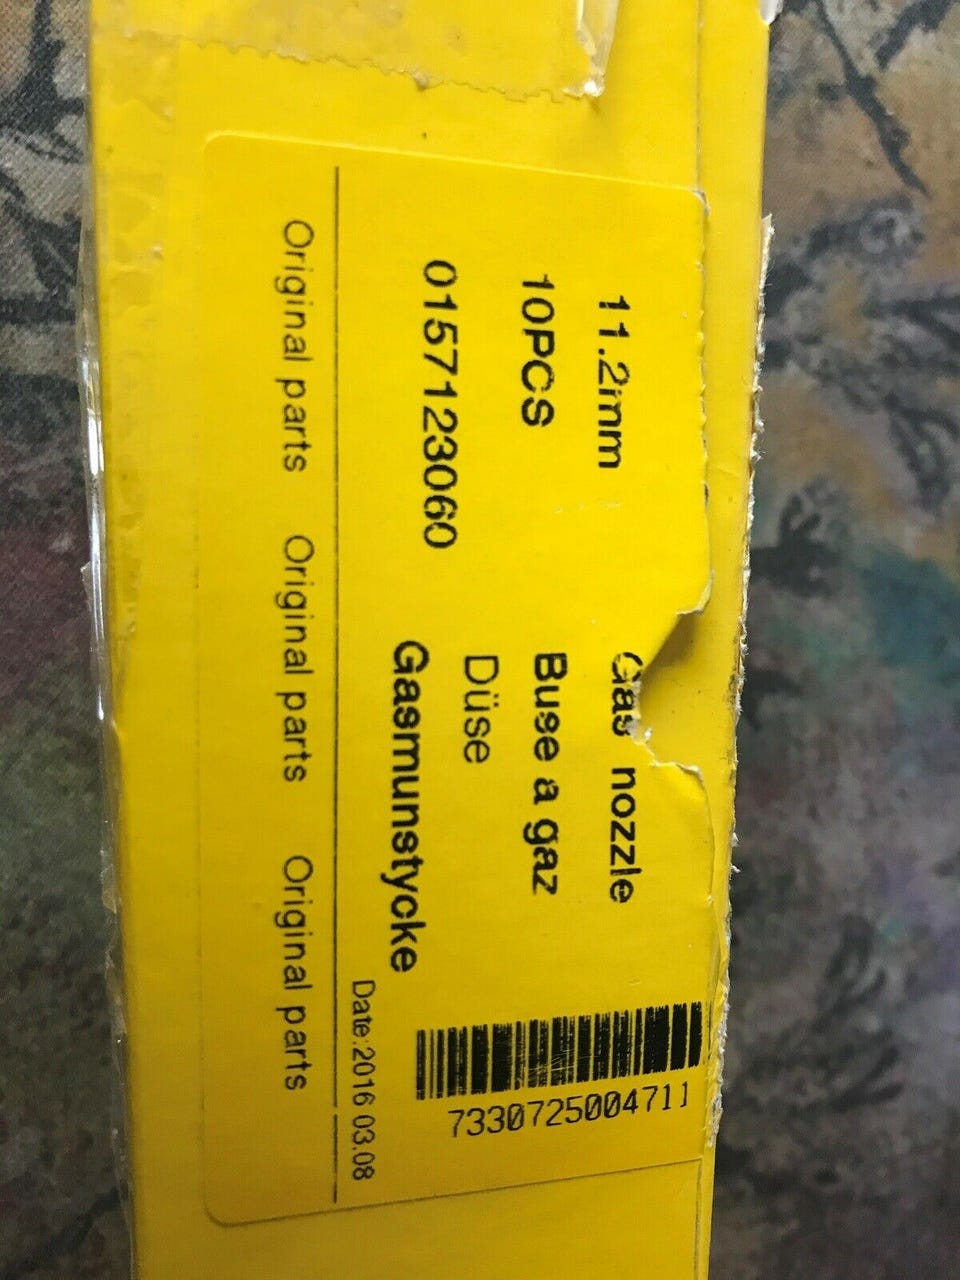 11.2mm
10PCS
0157123060
Gas nozzle
Buse a gaz
Düse
Gasmunstycke
7330725004711
Date:2016 03.08
Original parts Original parts Original parts